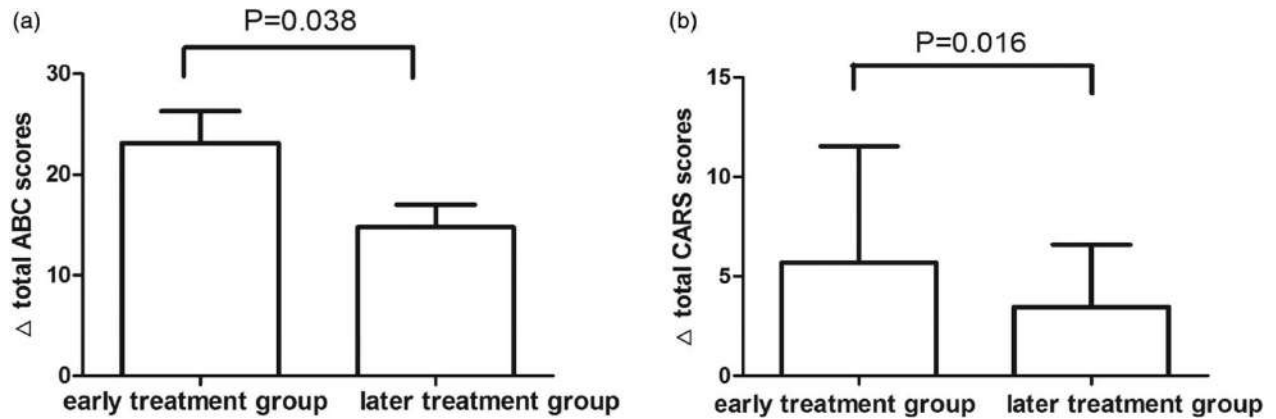 (a)
P=0.038
30
20
10
0
△ total ABC scores
early treatment group
later treatment group
(b)
P=0.016
15
10
5
0
△ total CARS scores
early treatment group
later treatment group